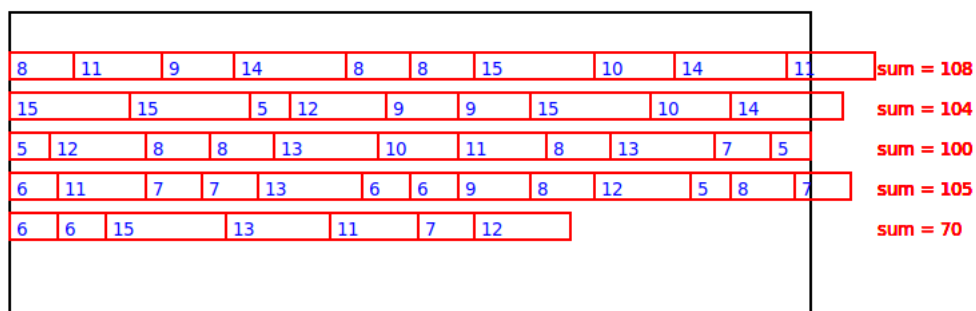 8 11 9 14 8 8 15 10 14 11 sum = 108
15 15 5 12 9 9 15 10 14 sum = 104
5 12 8 8 13 10 11 8 13 7 5 sum = 100
6 11 7 7 13 6 6 9 8 12 5 8 7 sum = 105
6 6 15 13 11 7 12 sum = 70